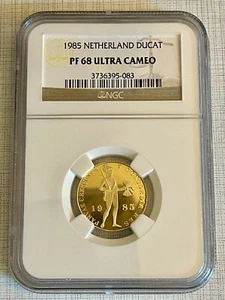 1985 NETHERLAND DUCAT
PF 68 ULTRA CAMEO
3736395-083
NGC
19 85